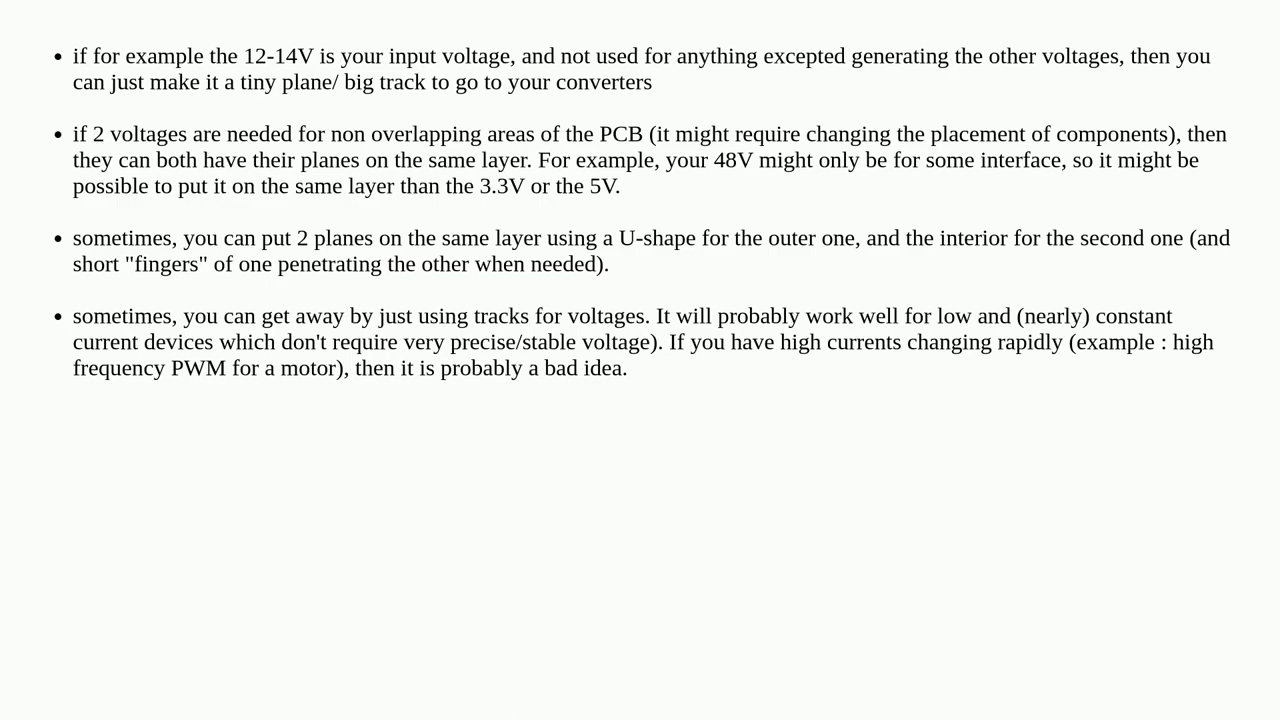 • if for example the 12-14V is your input voltage, and not used for anything excepted generating the other voltages, then you
can just make it a tiny plane/ big track to go to your converters
• if 2 voltages are needed for non overlapping areas of the PCB (it might require changing the placement of components), then
they can both have their planes on the same layer. For example, your 48V might only be for some interface, so it might be
possible to put it on the same layer than the 3.3V or the 5V.
• sometimes, you can put 2 planes on the same layer using a U-shape for the outer one, and the interior for the second one (and
short "fingers" of one penetrating the other when needed).
• sometimes, you can get away by just using tracks for voltages. It will probably work well for low and (nearly) constant
current devices which don't require very precise/stable voltage). If you have high currents changing rapidly (example : high
frequency PWM for a motor), then it is probably a bad idea.